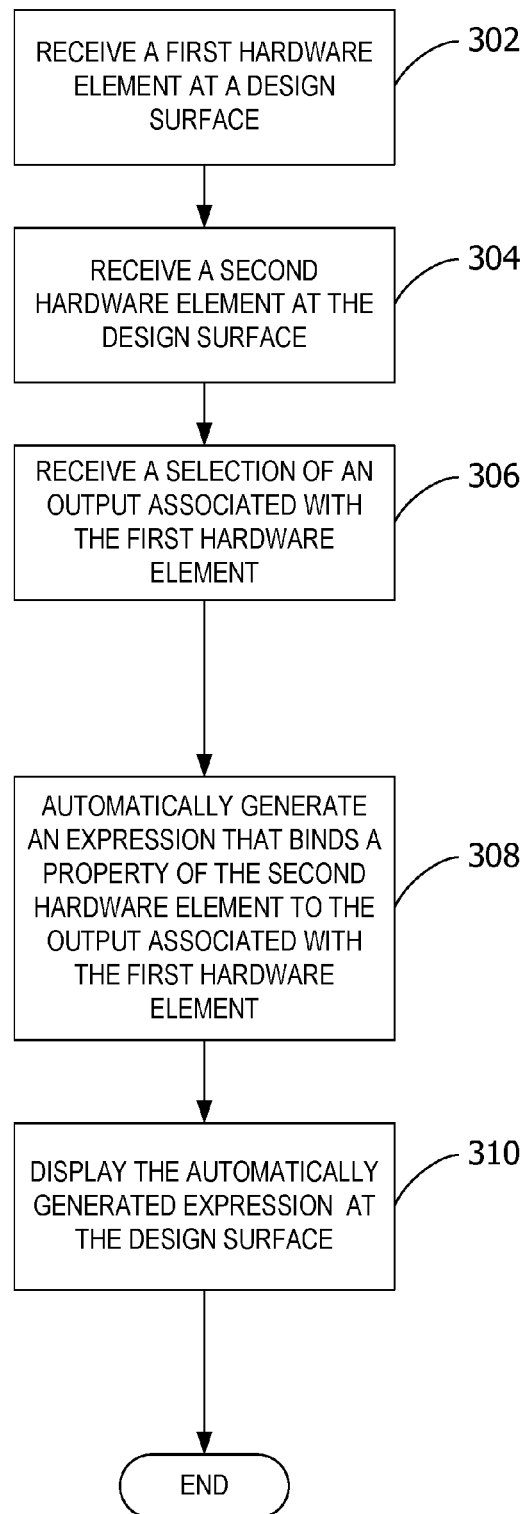 RECEIVE A FIRST HARDWARE
ELEMENT AT A DESIGN
SURFACE
302
RECEIVE A SECOND
HARDWARE ELEMENT AT THE
DESIGN SURFACE
304
RECEIVE A SELECTION OF AN
OUTPUT ASSOCIATED WITH
THE FIRST HARDWARE
ELEMENT
306
AUTOMATICALLY GENERATE
AN EXPRESSION THAT BINDS A
PROPERTY OF THE SECOND
HARDWARE ELEMENT TO THE
OUTPUT ASSOCIATED WITH
THE FIRST HARDWARE
ELEMENT
308
DISPLAY THE AUTOMATICALLY
GENERATED EXPRESSION AT
THE DESIGN SURFACE
310
END